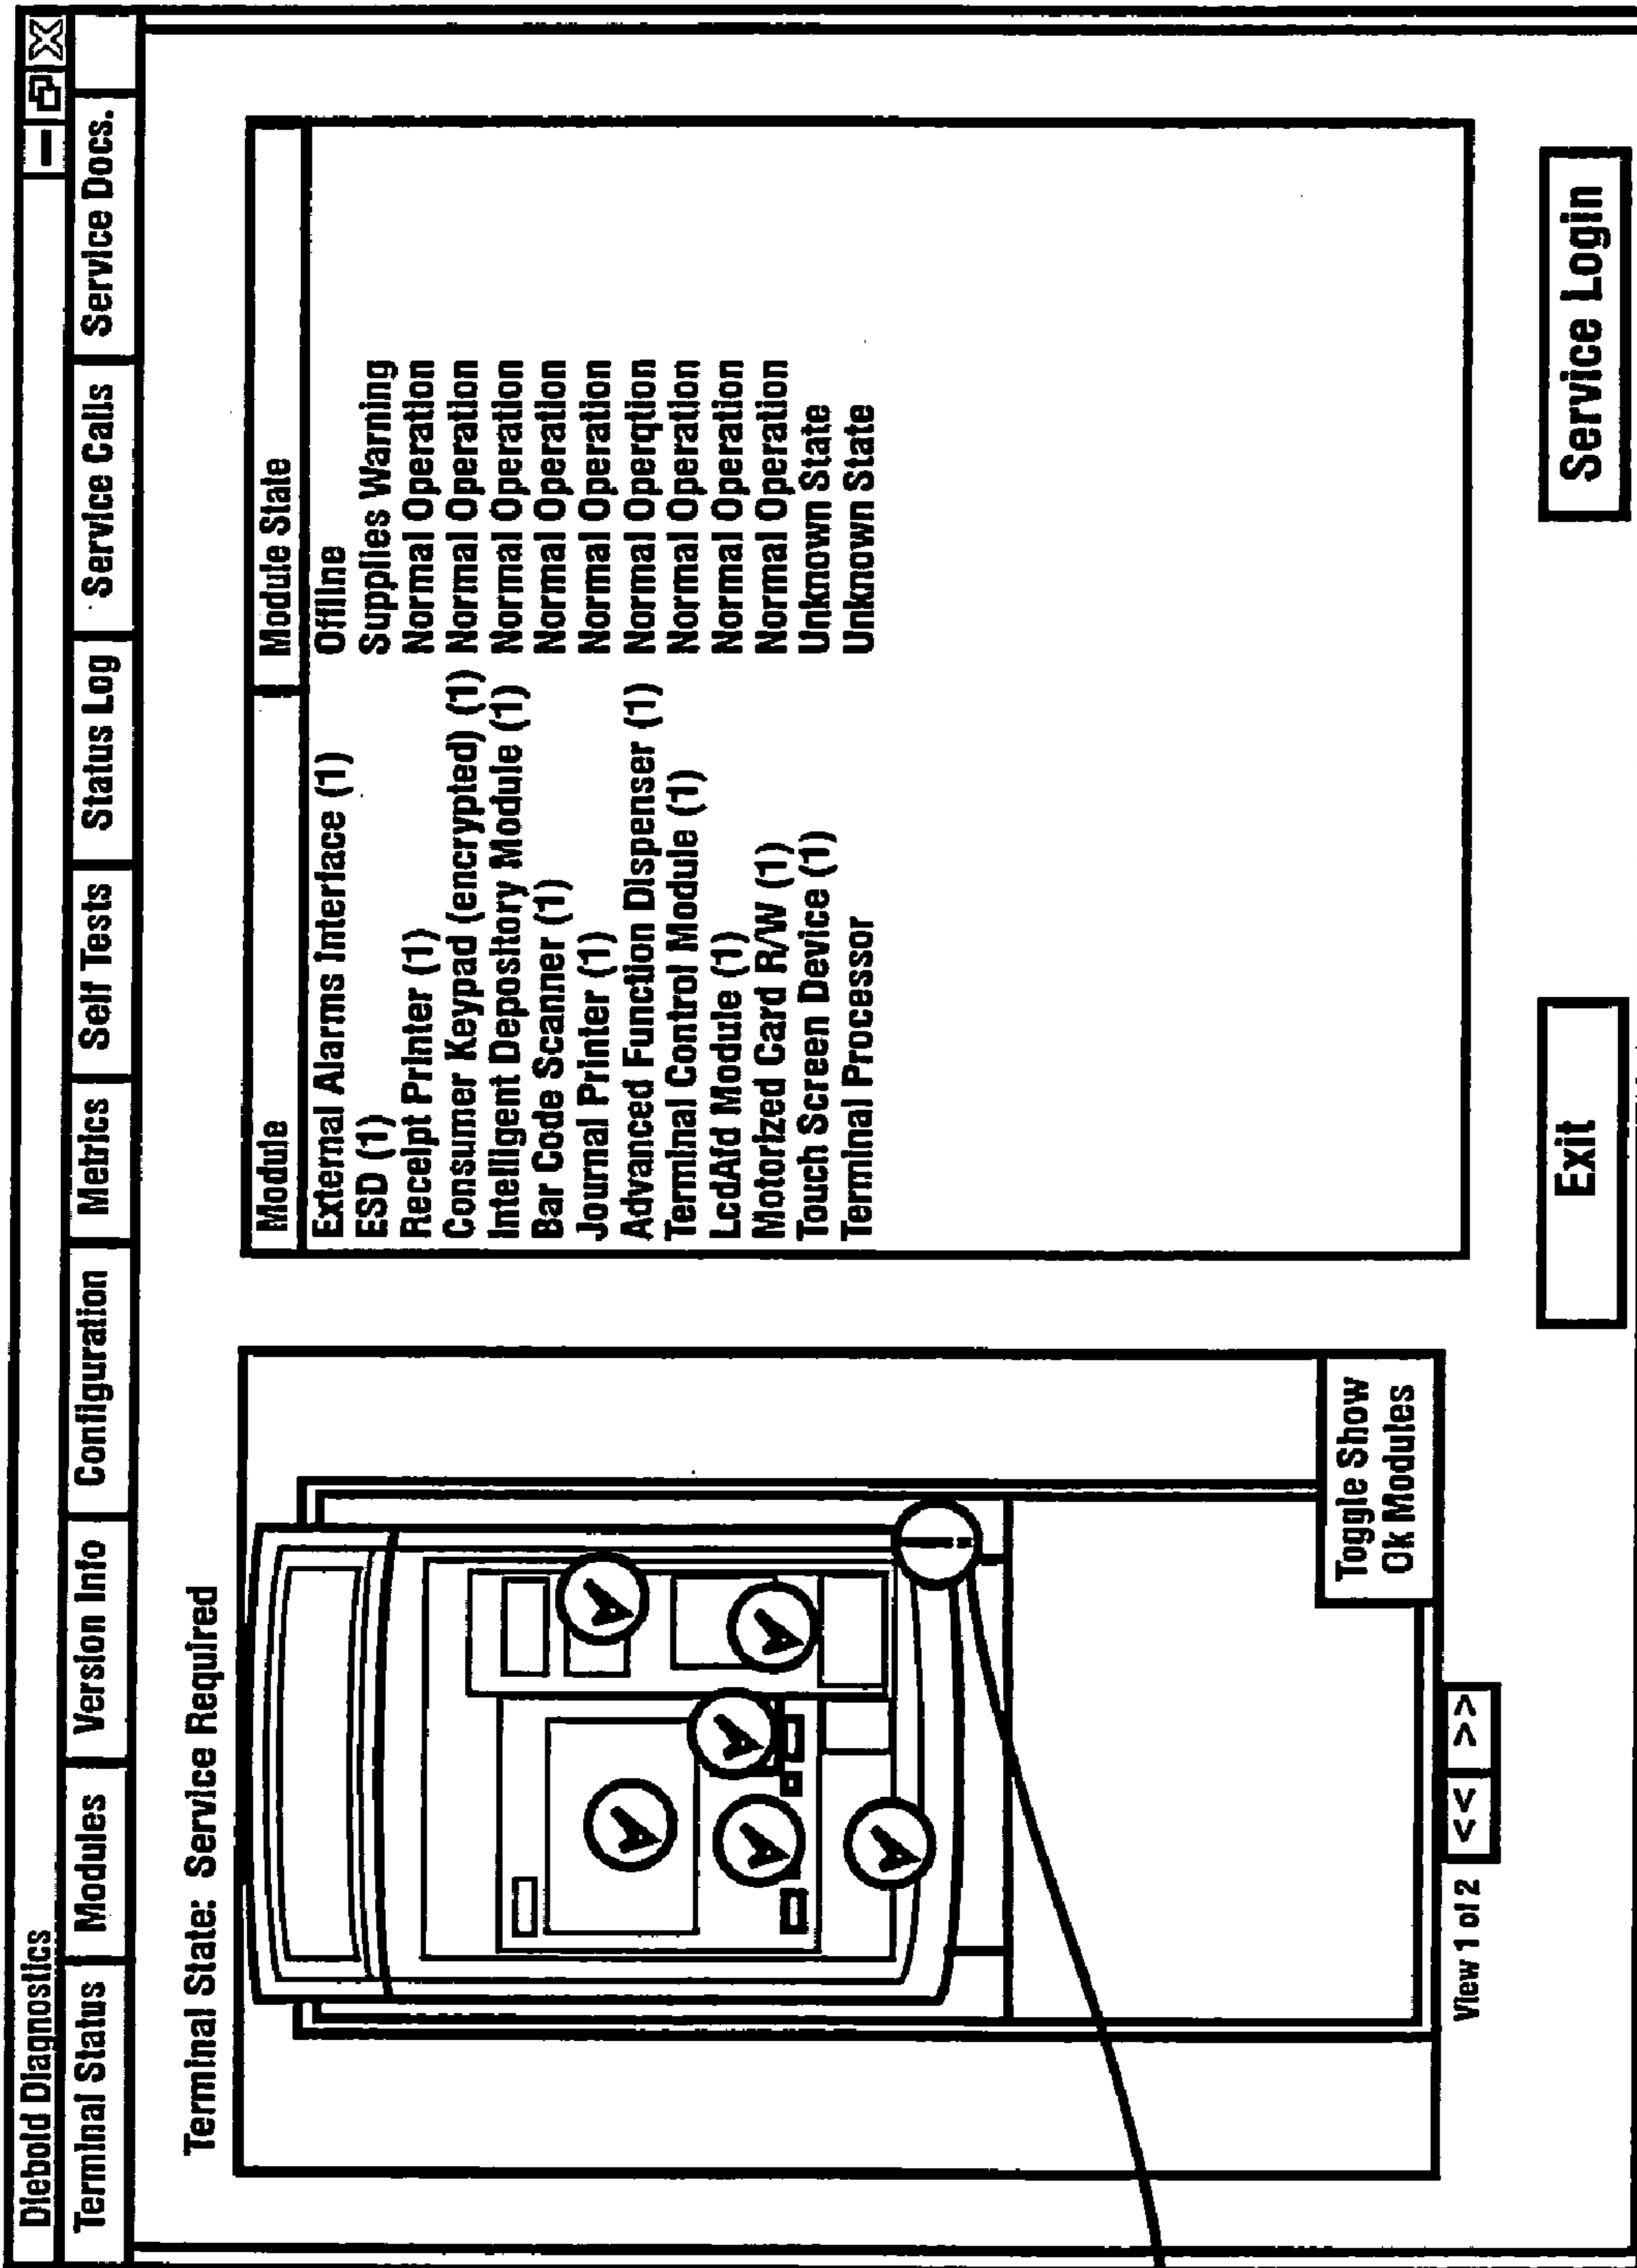 Diebold Diagnostics
Terminal Status Modules Version Info Configuration Metrics Self Tests Status Log Service Calls Service Docs.
Terminal State: Service Required
Toggle Show
Ok Modules
View 1 of 2 << >>
Module Module State
External Alarms Interface (1) Offline
ESD (1) Supplies Warning
Receipt Printer (1) Normal Operation
Consumer Keypad (encrypted) (1) Normal Operation
Intelligent Depository Module (1) Normal Operation
Bar Code Scanner (1) Normal Operation
Journal Printer (1) Normal Operation
Advanced Function Dispenser (1) Normal Operqtion
Terminal Control Module (1) Normal Operation
LcdAfd Module (1) Normal Operation
Motorized Card R/W (1) Normal Operation
Touch Screen Device (1) Unknown State
Terminal Processor Unknown State
Exit Service Login